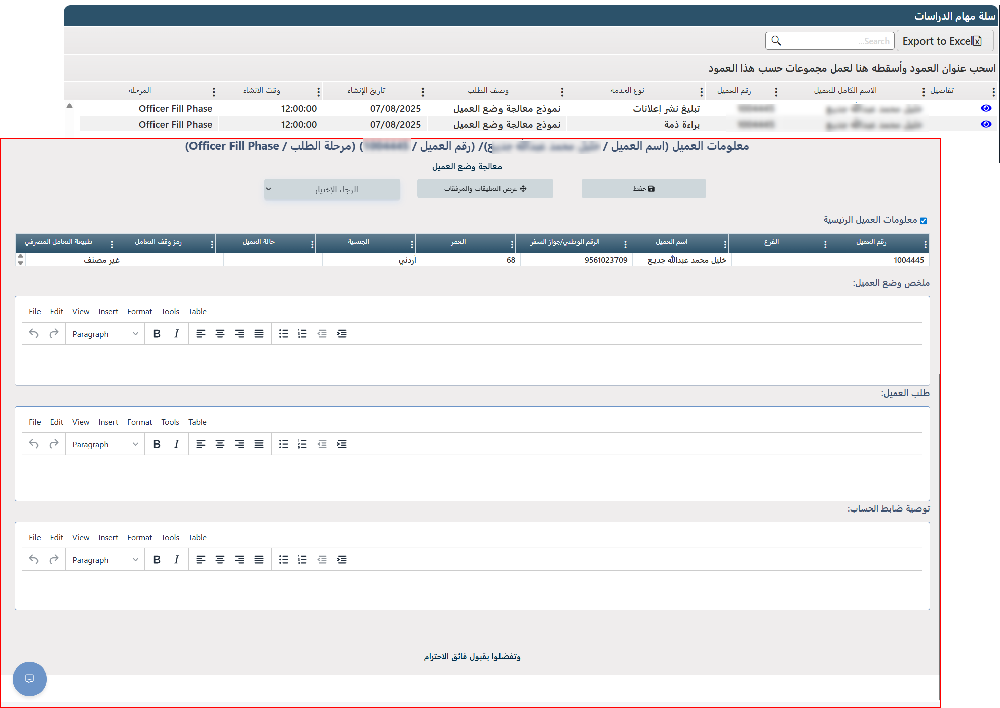 سلة مهام الدراسات
Export to Excel
Search...
اسحب عنوان العمود وأسقطه هنا لعمل مجموعات حسب هذا العمود
تفاصيل الاسم الكامل للعميل رقم العميل نوع الخدمة وصف الطلب تاريخ الإنشاء وقت الانشاء المرحلة
تبليغ نشر إعلانات نموذج معالجة وضع العميل 07/08/2025 12:00:00 Officer Fill Phase
براءة ذمة نموذج معالجة وضع العميل 07/08/2025 12:00:00 Officer Fill Phase
معلومات العميل (اسم العميل / )/ (رقم العميل / ) (مرحلة الطلب / Officer Fill Phase)
معالجة وضع العميل
حفظ
عرض التعليقات والمرفقات
--الرجاء الإختيار--
معلومات العميل الرئيسية
رقم العميل الفرع اسم العميل الرقم الوطني/جواز السفر العمر الجنسية حالة العميل رمز وقف التعامل طبيعة التعامل المصرفي
1004445 خليل محمد عبدالله جديع 9561023709 68 أردني غير مصنف
ملخص وضع العميل:
File Edit View Insert Format Tools Table
Paragraph B I
طلب العميل:
File Edit View Insert Format Tools Table
Paragraph B I
توصية ضابط الحساب:
File Edit View Insert Format Tools Table
Paragraph B I
وتفضلوا بقبول فائق الاحترام